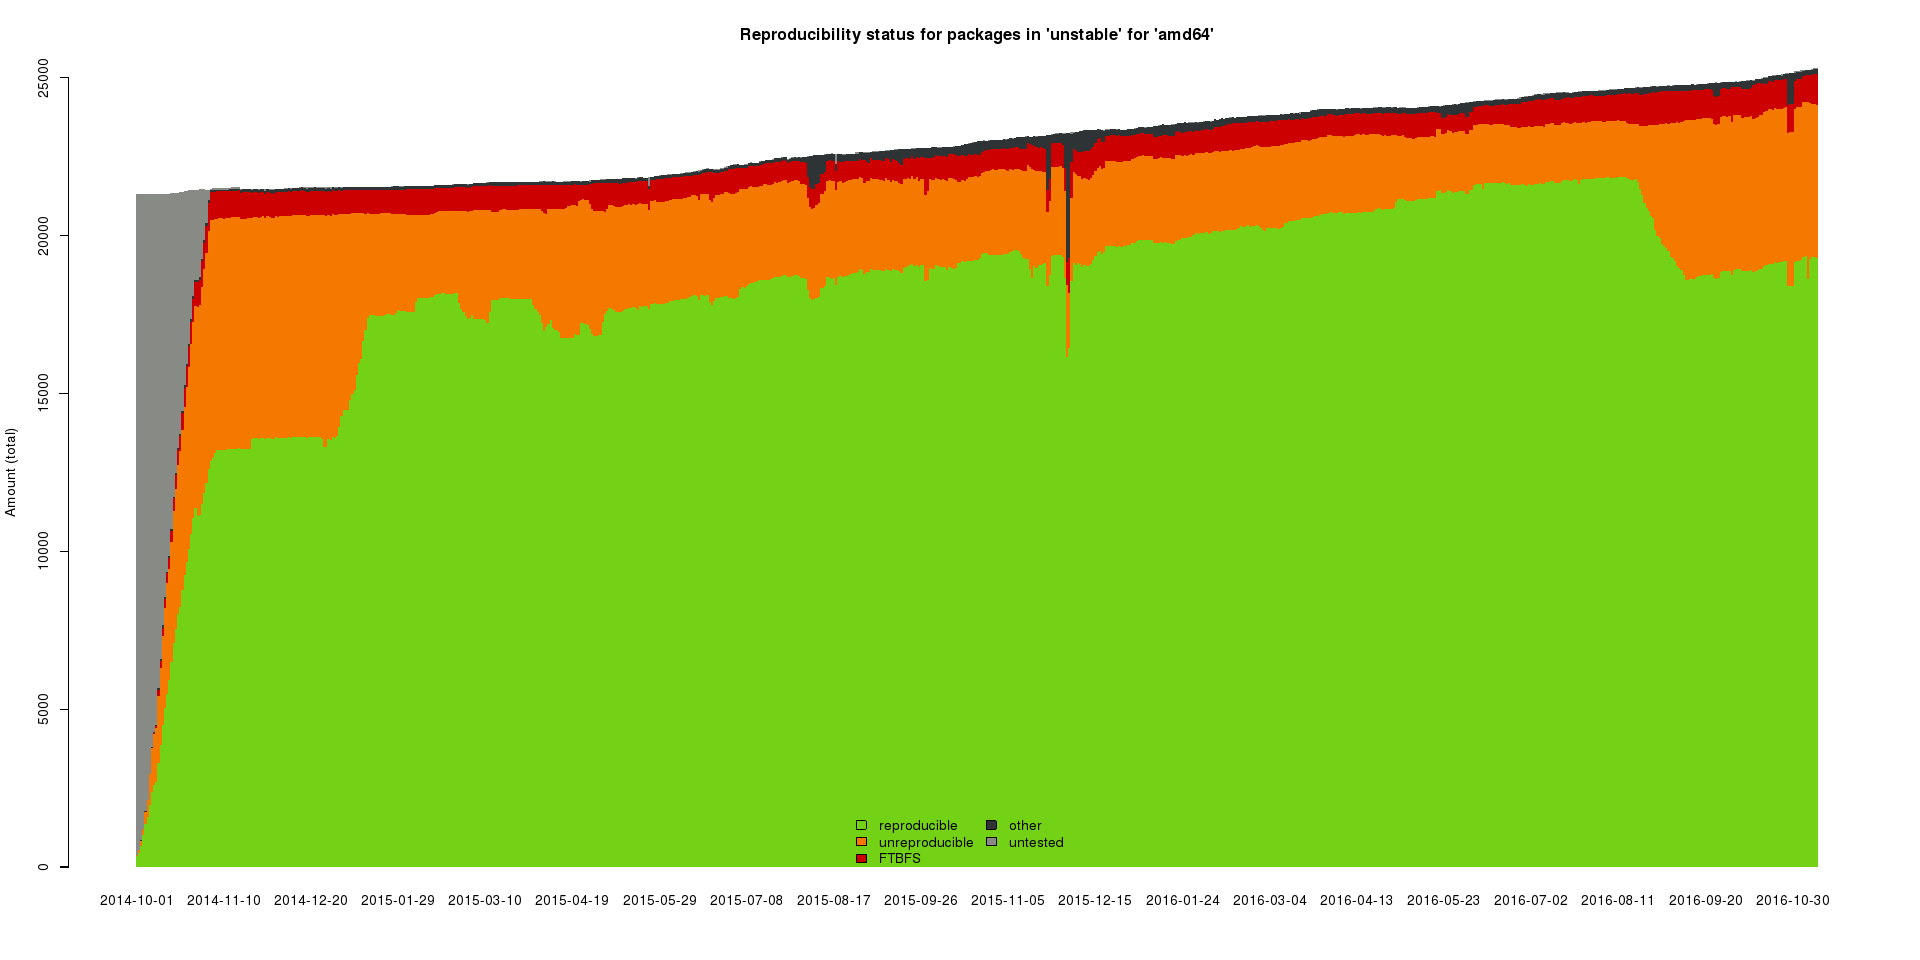 Reproducibility status for packages in 'unstable' for 'amd64'
Amount (total)
25000
20000
15000
10000
5000
0
reproducible
unreproducible
FTBFS
other
untested
2014-10-01 2014-11-10 2014-12-20 2015-01-29 2015-03-10 2015-04-19 2015-05-29 2015-07-08 2015-08-17 2015-09-26 2015-11-05 2015-12-15 2016-01-24 2016-03-04 2016-04-13 2016-05-23 2016-07-02 2016-08-11 2016-09-20 2016-10-30